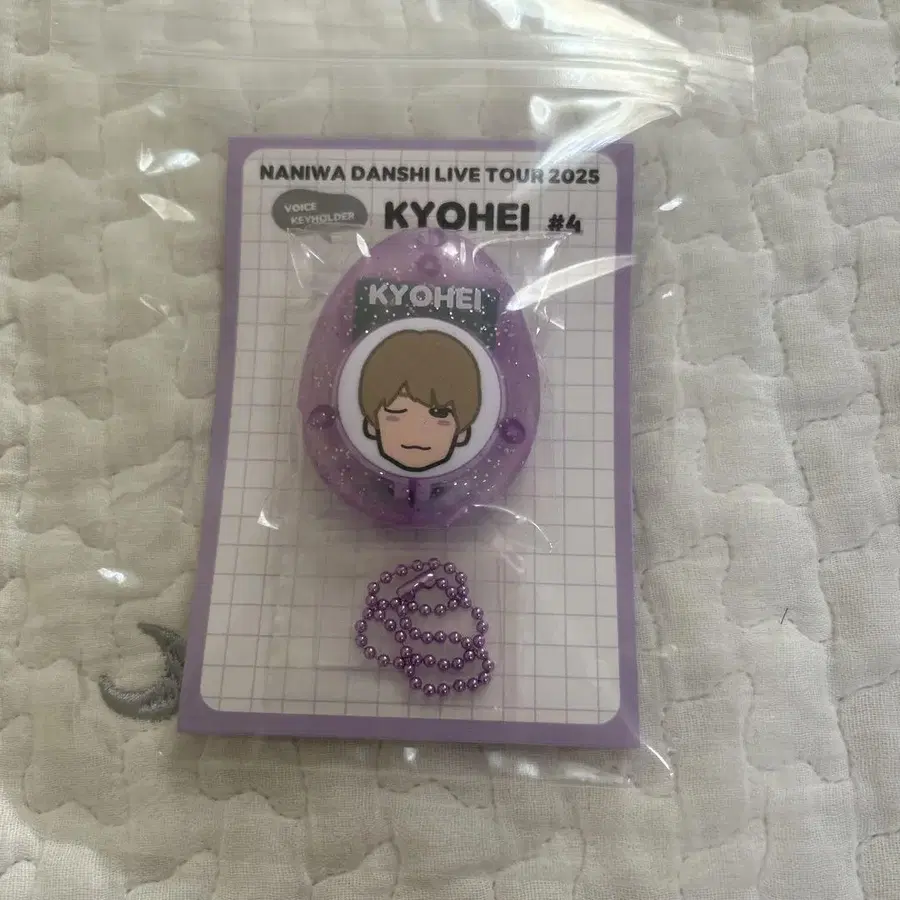 NANIWA DANSHI LIVE TOUR 2025
VOICE
KEYHOLDER
KYOHEI #4
KYOHEI